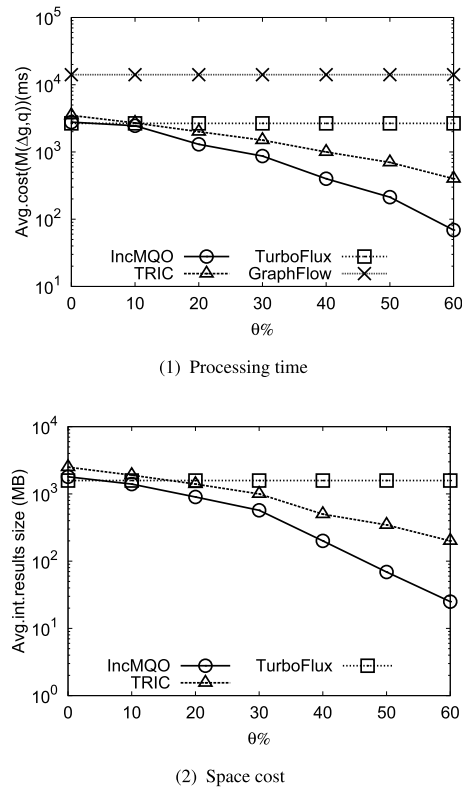 10^5
10^4
10^3
10^2
10^1
Avg.cost(M(Δg,q))(ms)
IncMQO
TurboFlux
TRIC
GraphFlow
0 10 20 30 40 50 60
θ%
(1) Processing time
10^4
10^3
10^2
10^1
10^0
Avg.int.results size (MB)
IncMQO
TurboFlux
TRIC
0 10 20 30 40 50 60
θ%
(2) Space cost